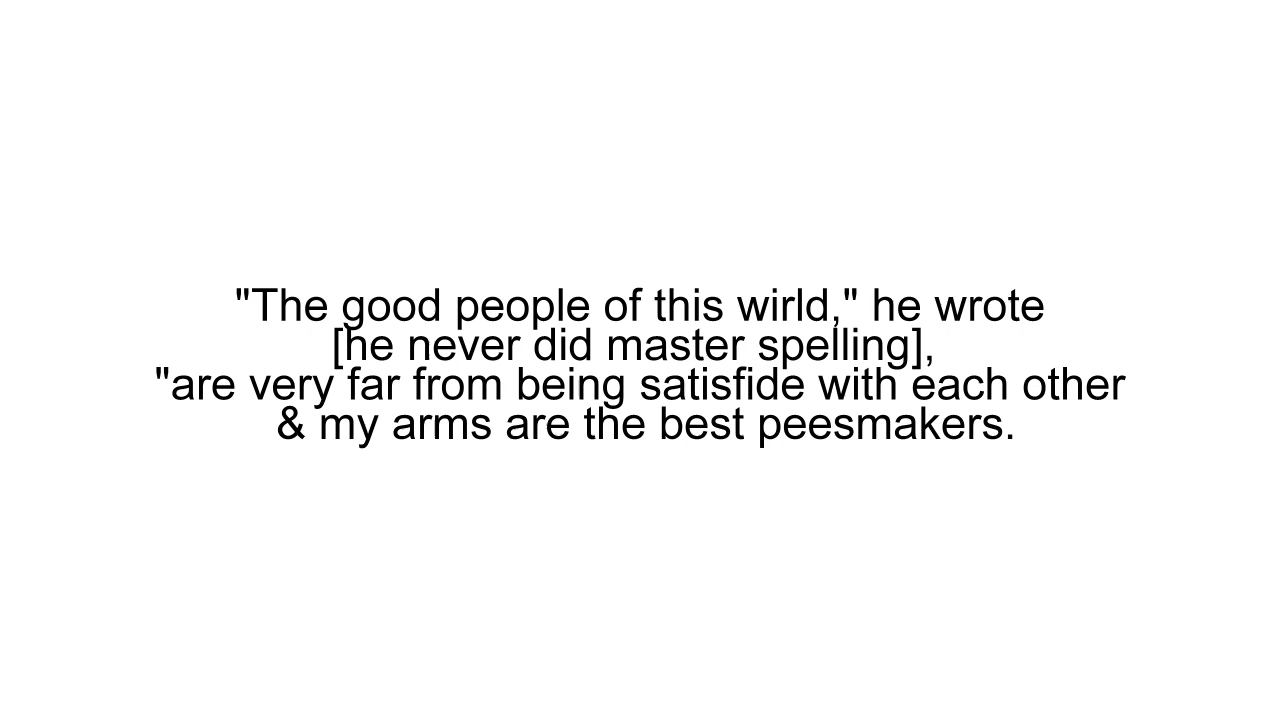 "The good people of this wirld," he wrote
[he never did master spelling],
"are very far from being satisfide with each other
& my arms are the best peesmakers.